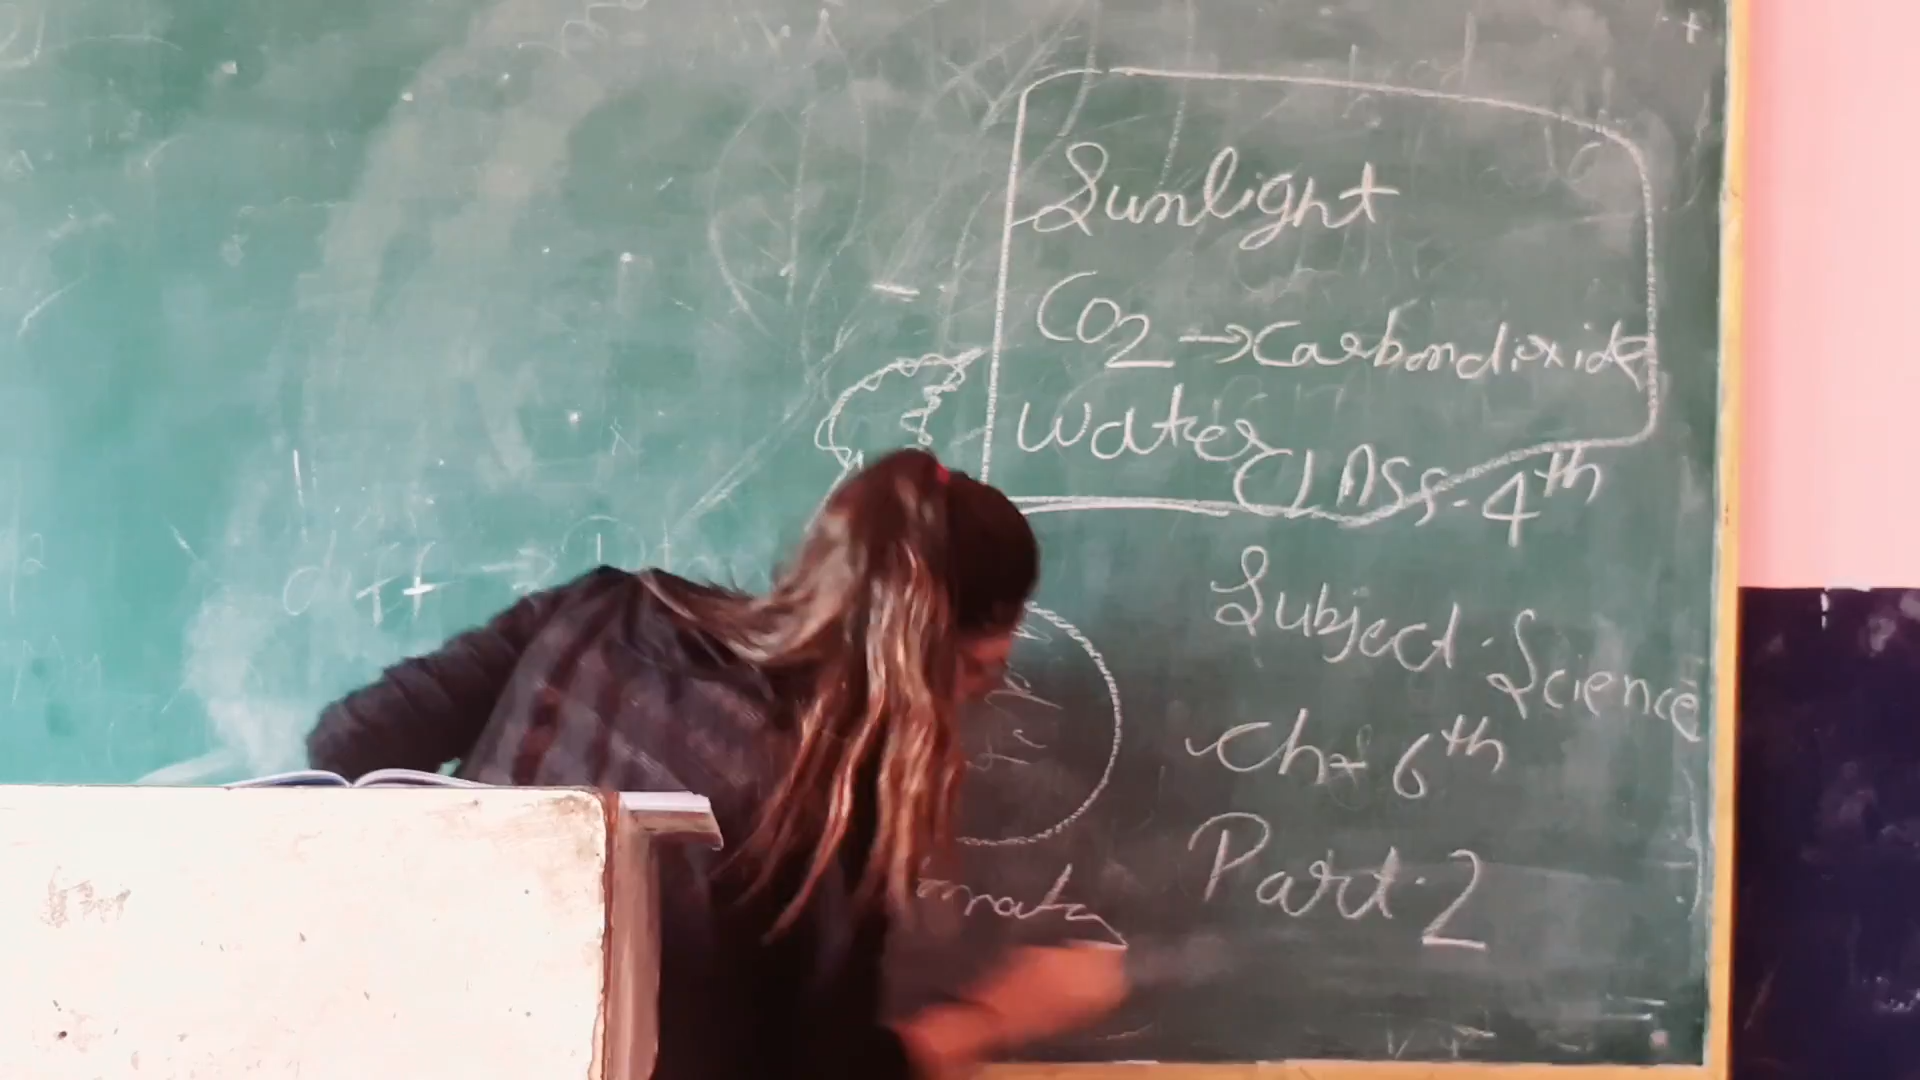 Sunlight
CO2 → Carbondioxide
Water
CLASS. 4th
Subject. Science
Ch 6th
Part. 2